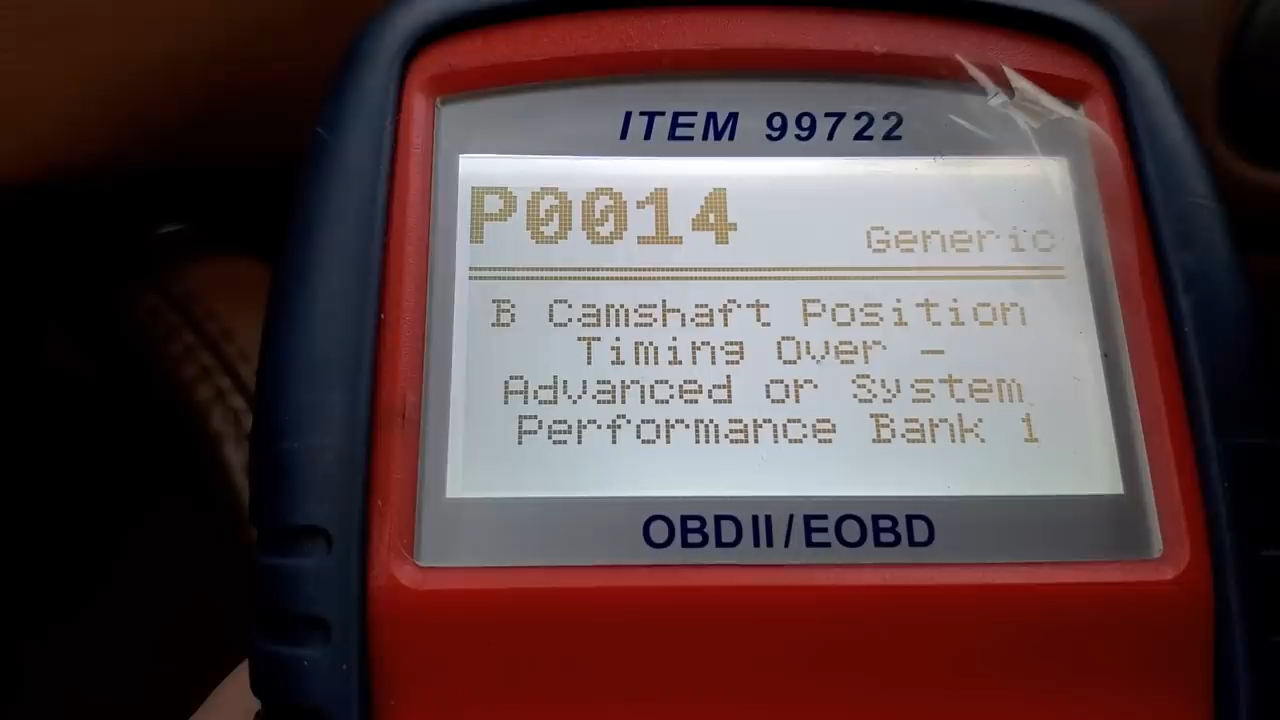 ITEM 99722
P0014
Generic
B Camshaft Position
Timing Over -
Advanced or System
Performance Bank 1
OBDII/EOBD